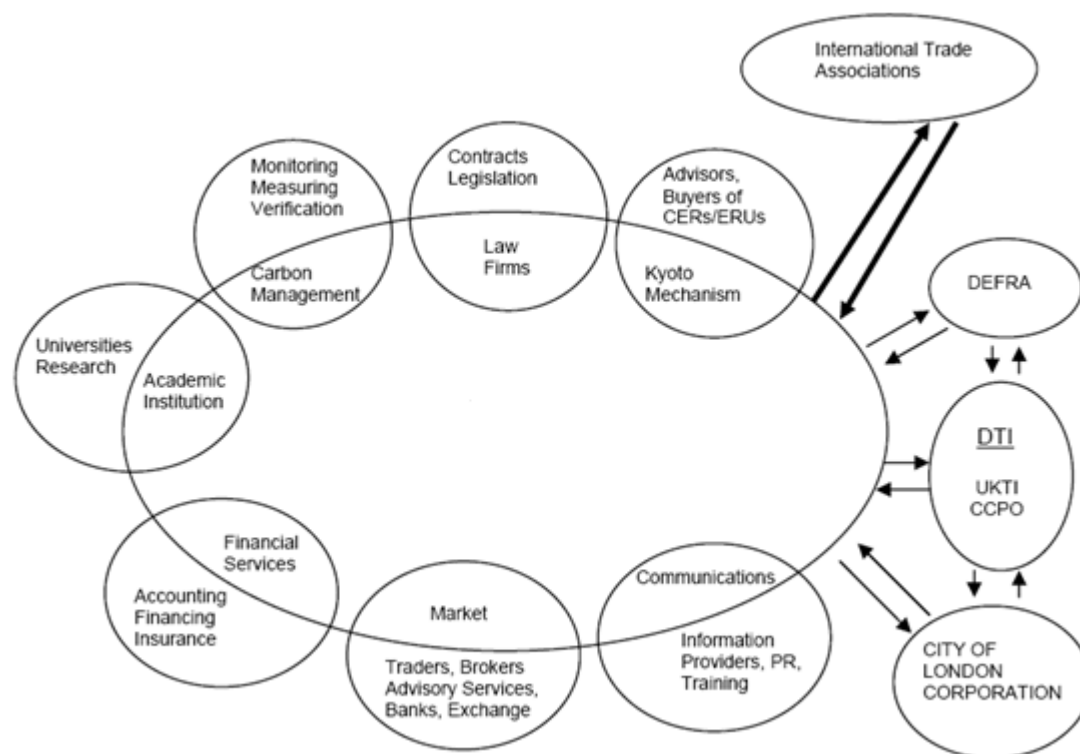 International Trade
Associations
Monitoring
Measuring
Verification
Carbon
Management
Contracts
Legislation
Law
Firms
Advisors,
Buyers of
CERs/ERUs
Kyoto
Mechanism
DEFRA
Universities
Research
Academic
Institution
DTI
UKTI
CCPO
Financial
Services
Accounting
Financing
Insurance
Market
Traders, Brokers
Advisory Services,
Banks, Exchange
Communications
Information
Providers, PR,
Training
CITY OF
LONDON
CORPORATION